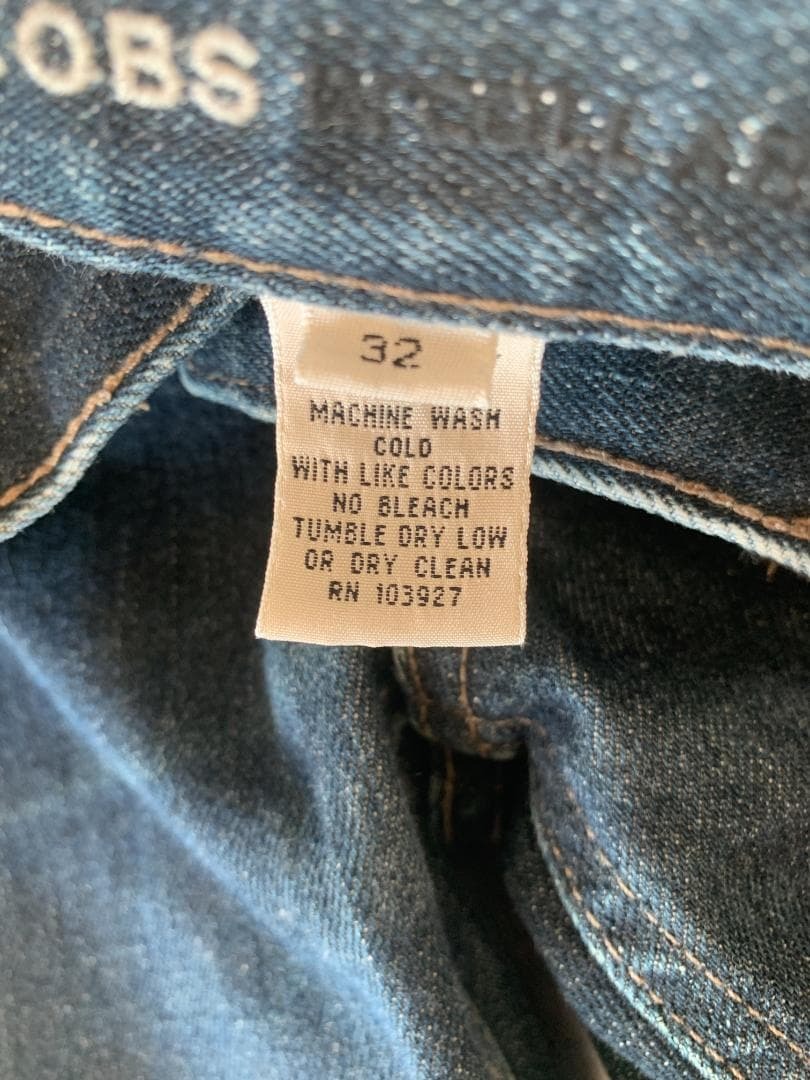 OBS
32
MACHINE WASH
COLD
WITH LIKE COLORS
NO BLEACH
TUMBLE DRY LOW
OR DRY CLEAN
RN 103927